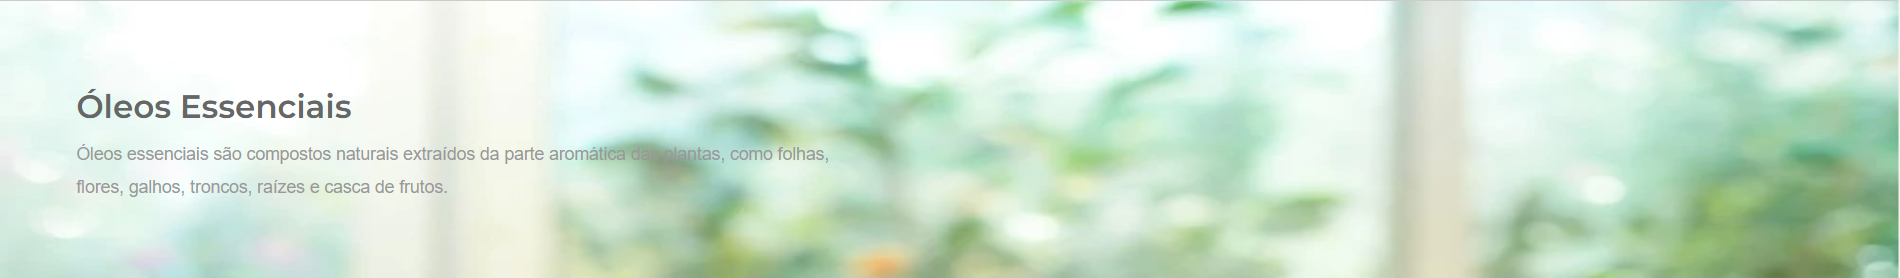 Óleos Essenciais
Óleos essenciais são compostos naturais extraídos da parte aromática das plantas, como folhas,
flores, galhos, troncos, raízes e casca de frutos.